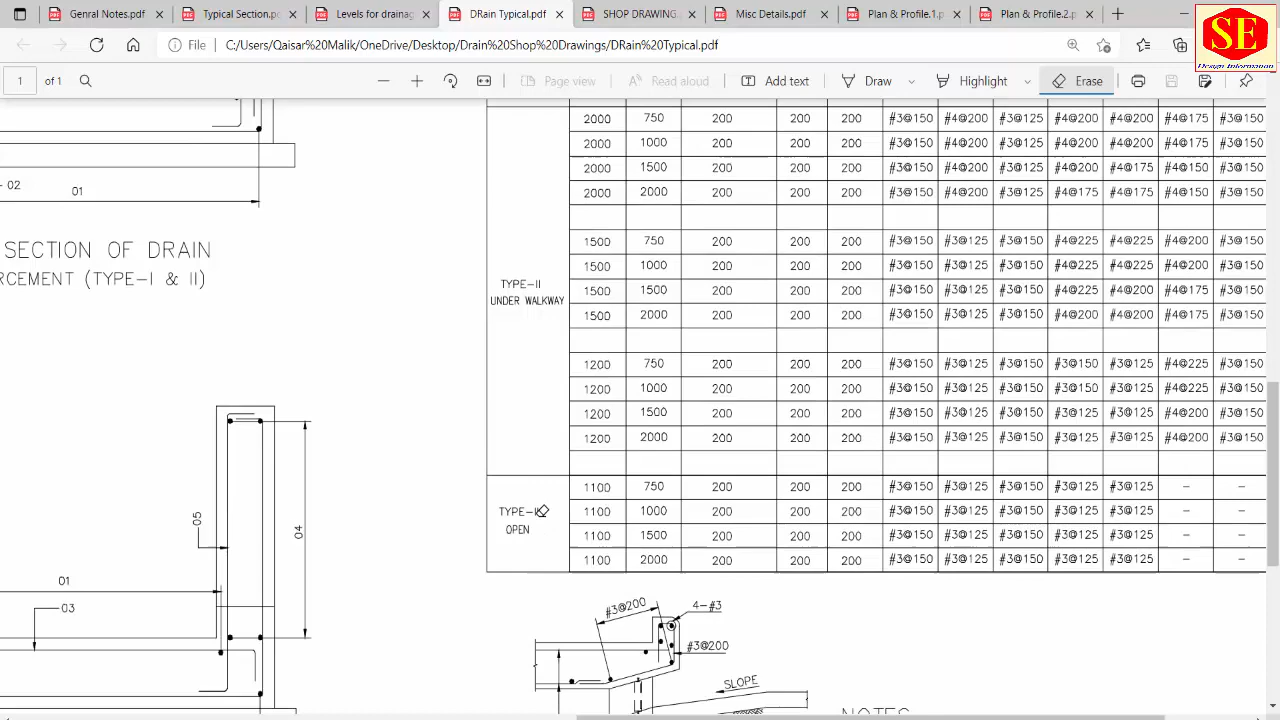 Genral Notes.pdf
Typical Section.p
Levels for drainag
DRain Typical.pdf
SHOP DRAWING.
Misc Details.pdf
Plan & Profile.1.p
Plan & Profile.2.p
SE
Design Information
File
C:/Users/Qaisar%20Malik/OneDrive/Desktop/Drain%20Shop%20Drawings/DRain%20Typical.pdf
1 of 1
Page view
Read aloud
Add text
Draw
Highlight
Erase
2000 750 200 200 200 #3@150 #4@200 #3@125 #4@200 #4@200 #4@175 #3@150
2000 1000 200 200 200 #3@150 #4@200 #3@125 #4@200 #4@200 #4@175 #3@150
2000 1500 200 200 200 #3@150 #4@200 #3@125 #4@200 #4@175 #4@150 #3@150
2000 2000 200 200 200 #3@150 #4@200 #3@125 #4@175 #4@175 #4@150 #3@150
1500 750 200 200 200 #3@150 #3@125 #3@150 #4@225 #4@225 #4@200 #3@150
1500 1000 200 200 200 #3@150 #3@125 #3@150 #4@225 #4@225 #4@200 #3@150
TYPE-II
UNDER WALKWAY
1500 1500 200 200 200 #3@150 #3@125 #3@150 #4@225 #4@200 #4@175 #3@150
1500 2000 200 200 200 #3@150 #3@125 #3@150 #4@200 #4@200 #4@175 #3@150
1200 750 200 200 200 #3@150 #3@125 #3@150 #3@150 #3@125 #4@225 #3@150
1200 1000 200 200 200 #3@150 #3@125 #3@150 #3@150 #3@125 #4@225 #3@150
1200 1500 200 200 200 #3@150 #3@125 #3@150 #3@125 #3@125 #4@200 #3@150
1200 2000 200 200 200 #3@150 #3@125 #3@150 #3@125 #3@125 #4@200 #3@150
1100 750 200 200 200 #3@150 #3@125 #3@150 #3@125 #3@125 – –
TYPE-
OPEN
1100 1000 200 200 200 #3@150 #3@125 #3@150 #3@125 #3@125 – –
1100 1500 200 200 200 #3@150 #3@125 #3@150 #3@125 #3@125 – –
1100 2000 200 200 200 #3@150 #3@125 #3@150 #3@125 #3@125 – –
02
01
SECTION OF DRAIN
RCEMENT (TYPE-I & II)
05
04
01
03
#3@200
4-#3
#3@200
SLOPE
NOTES